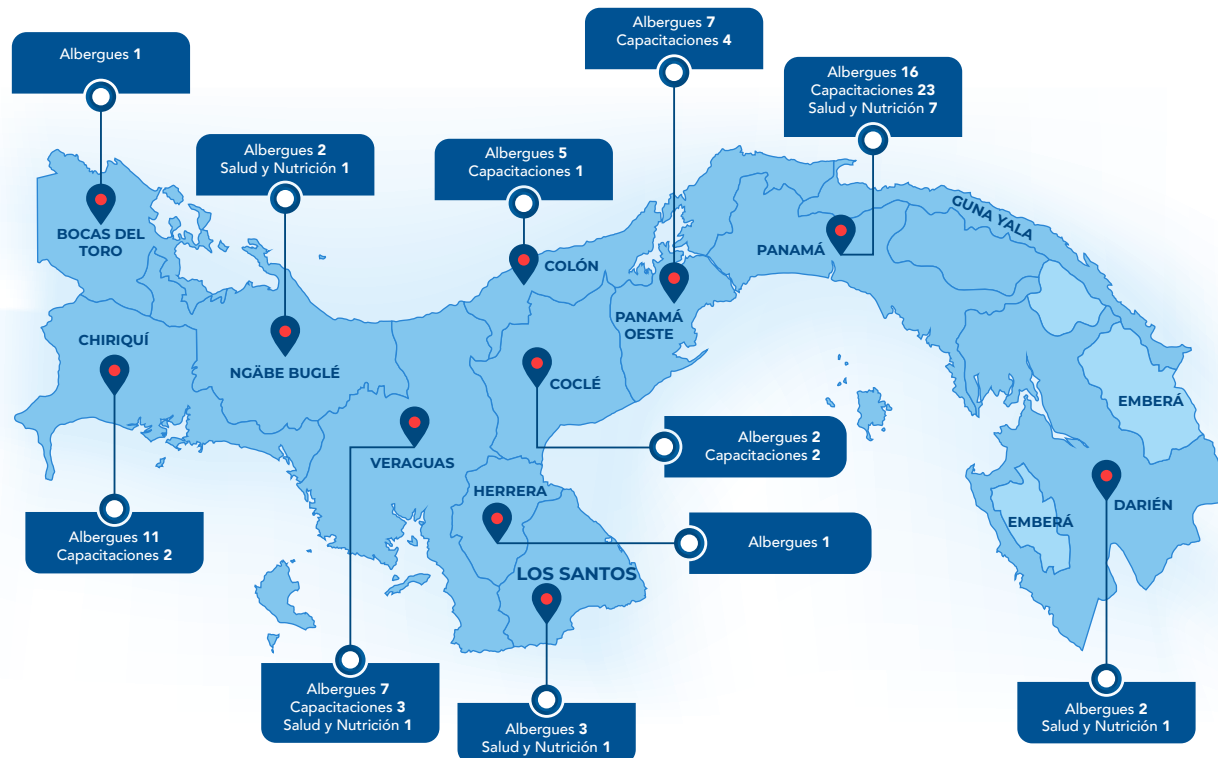 Albergues 7
Capacitaciones 4
Albergues 1
Albergues 16
Capacitaciones 23
Salud y Nutrición 7
Albergues 2
Salud y Nutrición 1
Albergues 5
Capacitaciones 1
BOCAS DEL
TORO
GUNA YALA
PANAMÁ
COLÓN
PANAMÁ
OESTE
CHIRIQUÍ
NGÄBE BUGLÉ
COCLÉ
EMBERÁ
VERAGUAS
Albergues 2
Capacitaciones 2
HERRERA
EMBERÁ
DARIÉN
Albergues 11
Capacitaciones 2
Albergues 1
LOS SANTOS
Albergues 7
Capacitaciones 3
Salud y Nutrición 1
Albergues 3
Salud y Nutrición 1
Albergues 2
Salud y Nutrición 1